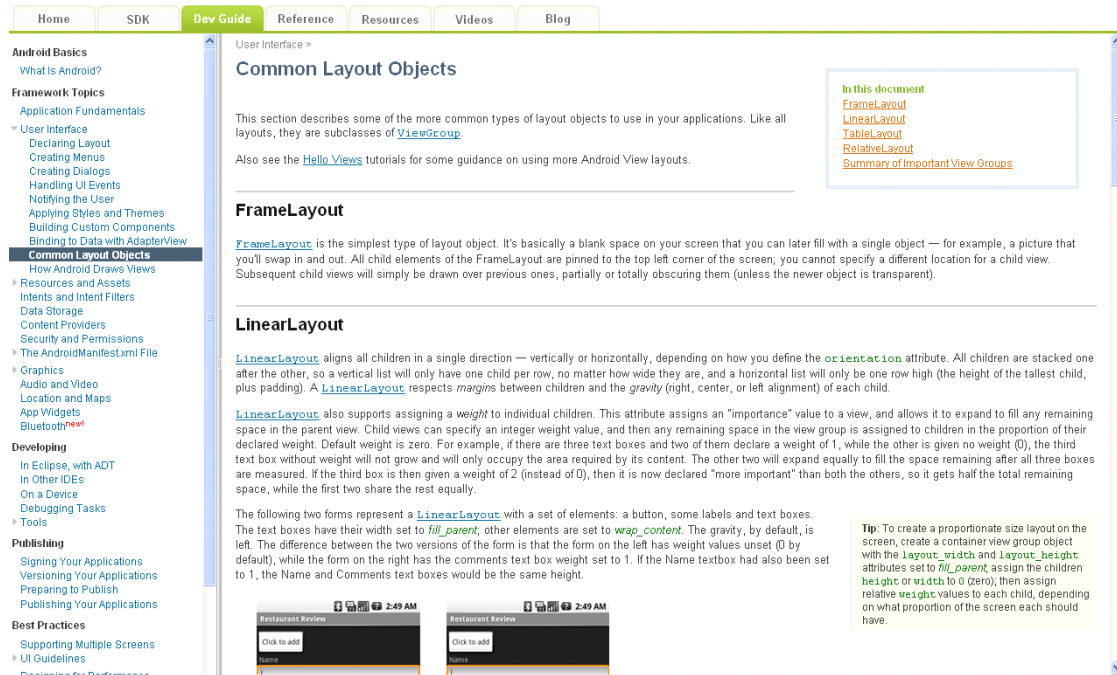 Home SDK Dev Guide Reference Resources Videos Blog
Android Basics
What Is Android?
Framework Topics
Application Fundamentals
User Interface
Declaring Layout
Creating Menus
Creating Dialogs
Handling UI Events
Notifying the User
Applying Styles and Themes
Building Custom Components
Binding to Data with AdapterView
Common Layout Objects
How Android Draws Views
Resources and Assets
Intents and Intent Filters
Data Storage
Content Providers
Security and Permissions
The AndroidManifest.xml File
Graphics
Audio and Video
Location and Maps
App Widgets
Bluetooth new!
Developing
In Eclipse, with ADT
In Other IDEs
On a Device
Debugging Tasks
Tools
Publishing
Signing Your Applications
Versioning Your Applications
Preparing to Publish
Publishing Your Applications
Best Practices
Supporting Multiple Screens
UI Guidelines
Designing for Performance
User Interface >
Common Layout Objects
This section describes some of the more common types of layout objects to use in your applications. Like all
layouts, they are subclasses of ViewGroup.
Also see the Hello Views tutorials for some guidance on using more Android View layouts.
In this document
FrameLayout
LinearLayout
TableLayout
RelativeLayout
Summary of Important View Groups
FrameLayout
FrameLayout is the simplest type of layout object. It's basically a blank space on your screen that you can later fill with a single object — for example, a picture that
you'll swap in and out. All child elements of the FrameLayout are pinned to the top left corner of the screen; you cannot specify a different location for a child view.
Subsequent child views will simply be drawn over previous ones, partially or totally obscuring them (unless the newer object is transparent).
LinearLayout
LinearLayout aligns all children in a single direction — vertically or horizontally, depending on how you define the orientation attribute. All children are stacked one
after the other, so a vertical list will only have one child per row, no matter how wide they are, and a horizontal list will only be one row high (the height of the tallest child,
plus padding). A LinearLayout respects margins between children and the gravity (right, center, or left alignment) of each child.
LinearLayout also supports assigning a weight to individual children. This attribute assigns an "importance" value to a view, and allows it to expand to fill any remaining
space in the parent view. Child views can specify an integer weight value, and then any remaining space in the view group is assigned to children in the proportion of their
declared weight. Default weight is zero. For example, if there are three text boxes and two of them declare a weight of 1, while the other is given no weight (0), the third
text box without weight will not grow and will only occupy the area required by its content. The other two will expand equally to fill the space remaining after all three boxes
are measured. If the third box is then given a weight of 2 (instead of 0), then it is now declared "more important" than both the others, so it gets half the total remaining
space, while the first two share the rest equally.
The following two forms represent a LinearLayout with a set of elements: a button, some labels and text boxes.
The text boxes have their width set to fill_parent; other elements are set to wrap_content. The gravity, by default, is
left. The difference between the two versions of the form is that the form on the left has weight values unset (0 by
default), while the form on the right has the comments text box weight set to 1. If the Name textbox had also been set
to 1, the Name and Comments text boxes would be the same height.
Tip: To create a proportionate size layout on the
screen, create a container view group object
with the layout_width and layout_height
attributes set to fill_parent; assign the children
height or width to 0 (zero); then assign
relative weight values to each child, depending
on what proportion of the screen each should
have.
2:49 AM
Restaurant Review
Click to add
Name
2:49 AM
Restaurant Review
Click to add
Name